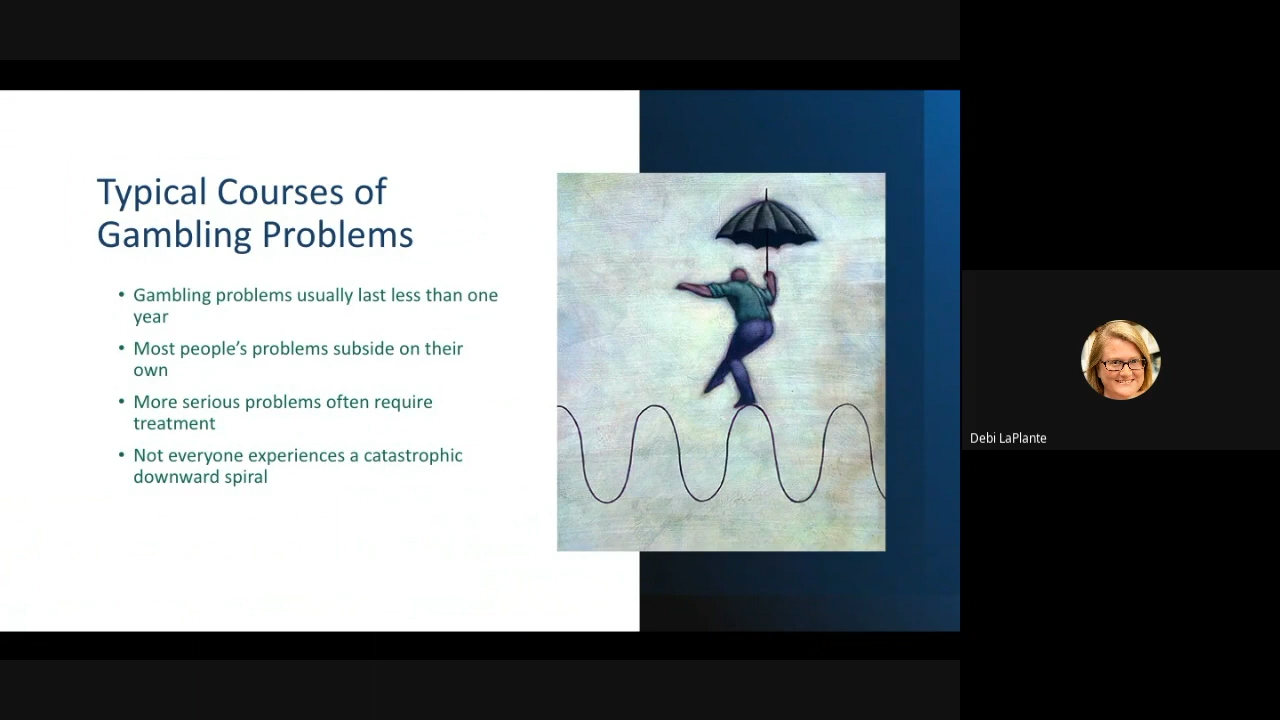 Typical Courses of
Gambling Problems
• Gambling problems usually last less than one
year
• Most people’s problems subside on their
own
• More serious problems often require
treatment
• Not everyone experiences a catastrophic
downward spiral
Debi LaPlante